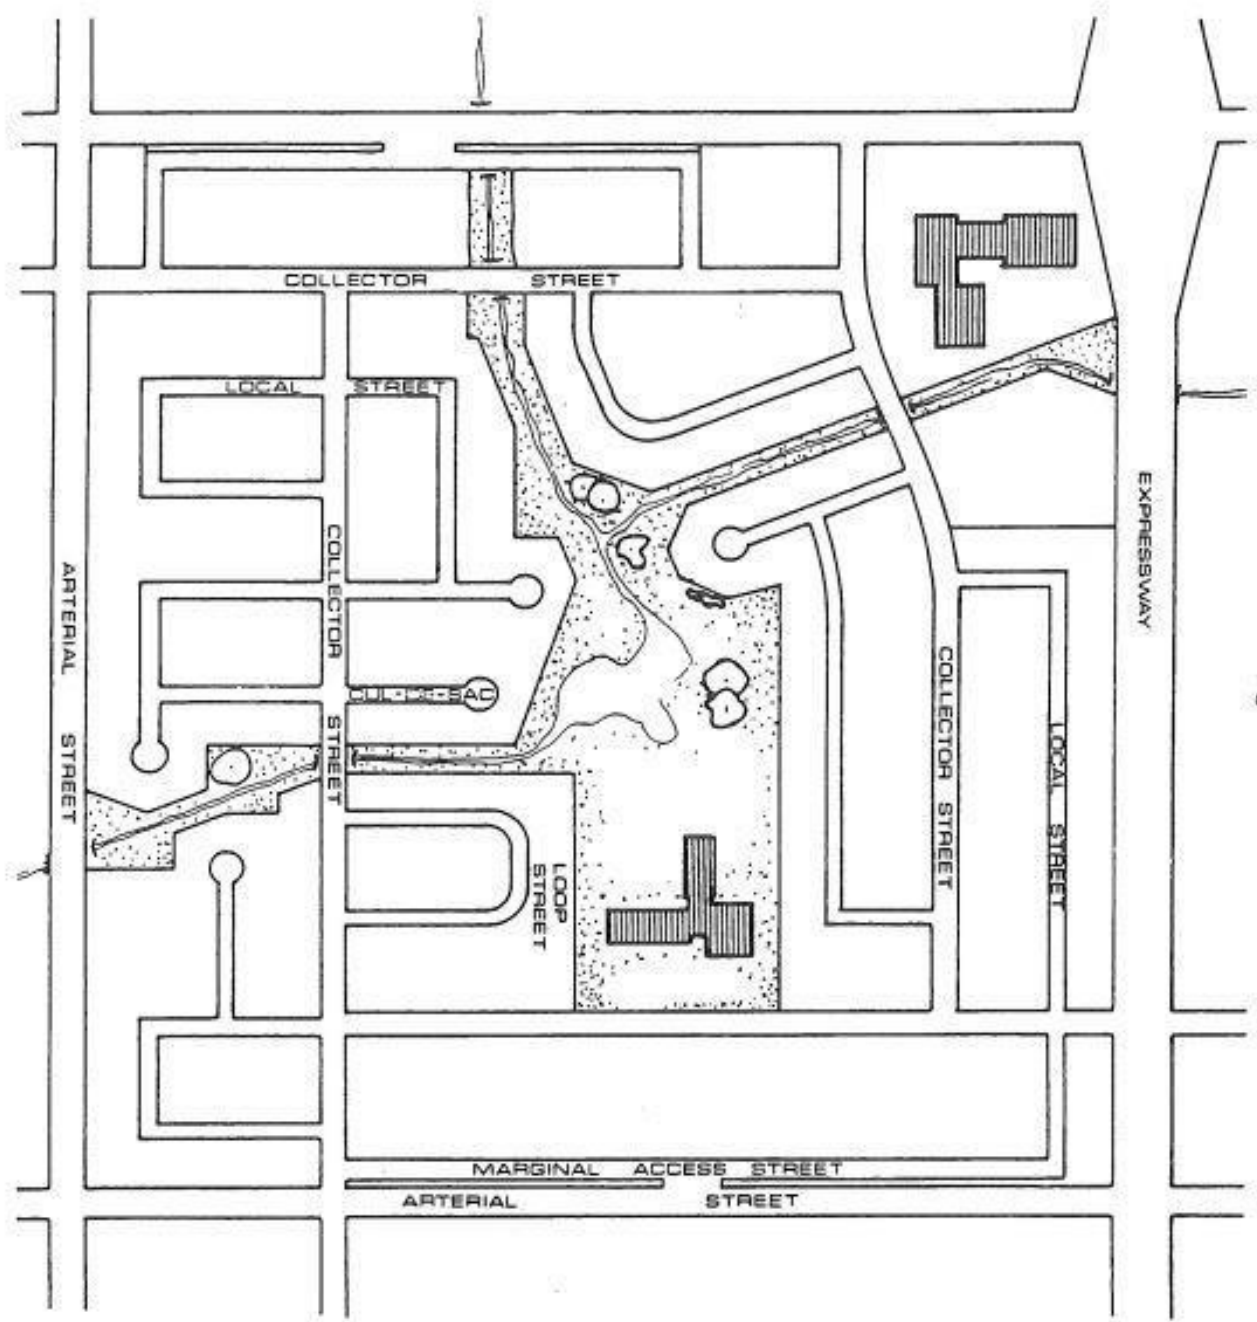 COLLECTOR STREET
LOCAL STREET
EXPRESSWAY
COLLECTOR STREET
ARTERIAL STREET
CUL-DE-SAC
COLLECTOR STREET
LOCAL STREET
LOOP
STREET
MARGINAL ACCESS STREET
ARTERIAL STREET